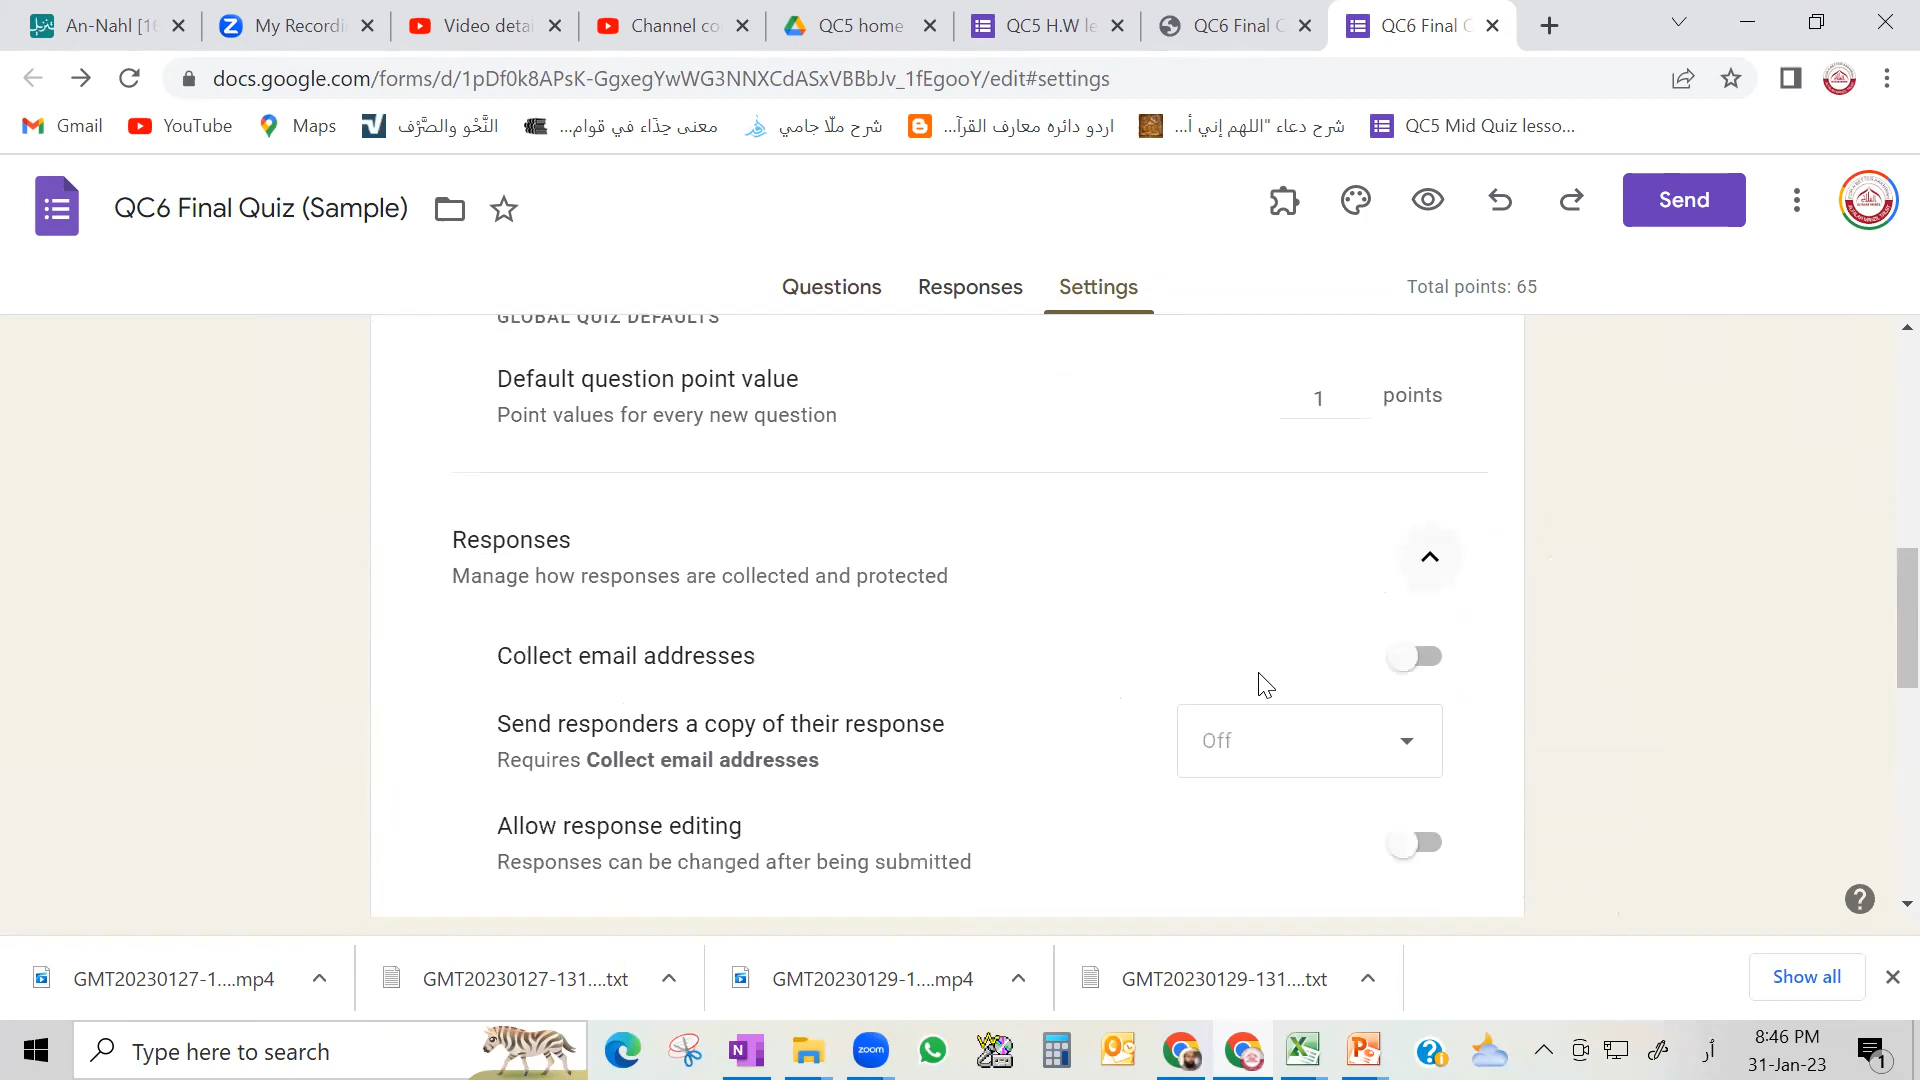 An-Nahl [16
My Recordi
Video detai
Channel co
QC5 home
QC5 H.W le
QC6 Final Q
QC6 Final Q
docs.google.com/forms/d/1pDf0k8APsK-GgxegYwWG3NNXCdASxVBBbJv_1fEgooY/edit#settings
Gmail
YouTube
Maps
النَّحْو والصَّرْف
معنى حِذَاء في قوام...
شرح ملّا جامي
اردو دائرہ معارف القرآ...
شرح دعاء "اللهم إني أ...
QC5 Mid Quiz lesso...
QC6 Final Quiz (Sample)
Send
Questions
Responses
Settings
Total points: 65
GLOBAL QUIZ DEFAULTS
Default question point value
Point values for every new question
1
points
Responses
Manage how responses are collected and protected
Collect email addresses
Send responders a copy of their response
Requires Collect email addresses
Off
Allow response editing
Responses can be changed after being submitted
GMT20230127-1....mp4
GMT20230127-131....txt
GMT20230129-1....mp4
GMT20230129-131....txt
Show all
Type here to search
zoom
أر
8:46 PM
31-Jan-23
1